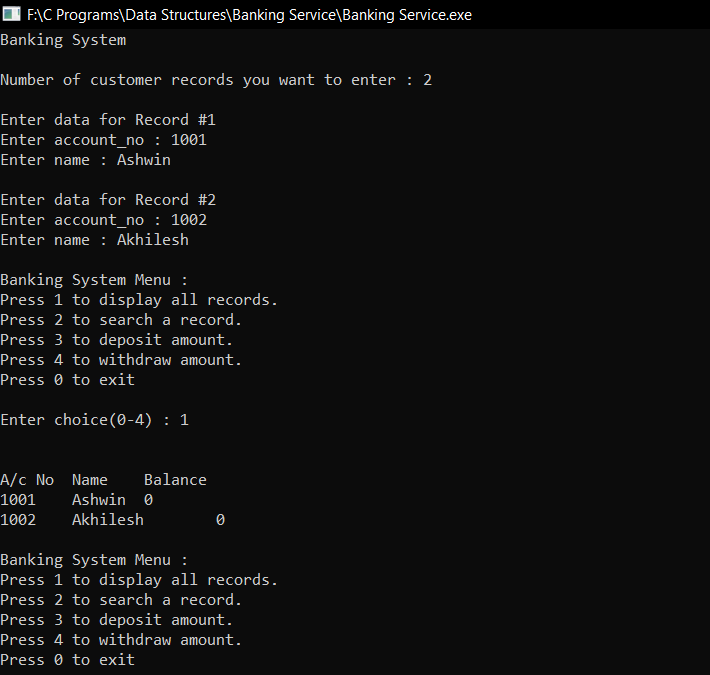 F:\C Programs\Data Structures\Banking Service\Banking Service.exe
Banking System
Number of customer records you want to enter : 2
Enter data for Record #1
Enter account_no : 1001
Enter name : Ashwin
Enter data for Record #2
Enter account_no : 1002
Enter name : Akhilesh
Banking System Menu :
Press 1 to display all records.
Press 2 to search a record.
Press 3 to deposit amount.
Press 4 to withdraw amount.
Press 0 to exit
Enter choice(0-4) : 1
A/c No  Name    Balance
1001    Ashwin  0
1002    Akhilesh        0
Banking System Menu :
Press 1 to display all records.
Press 2 to search a record.
Press 3 to deposit amount.
Press 4 to withdraw amount.
Press 0 to exit